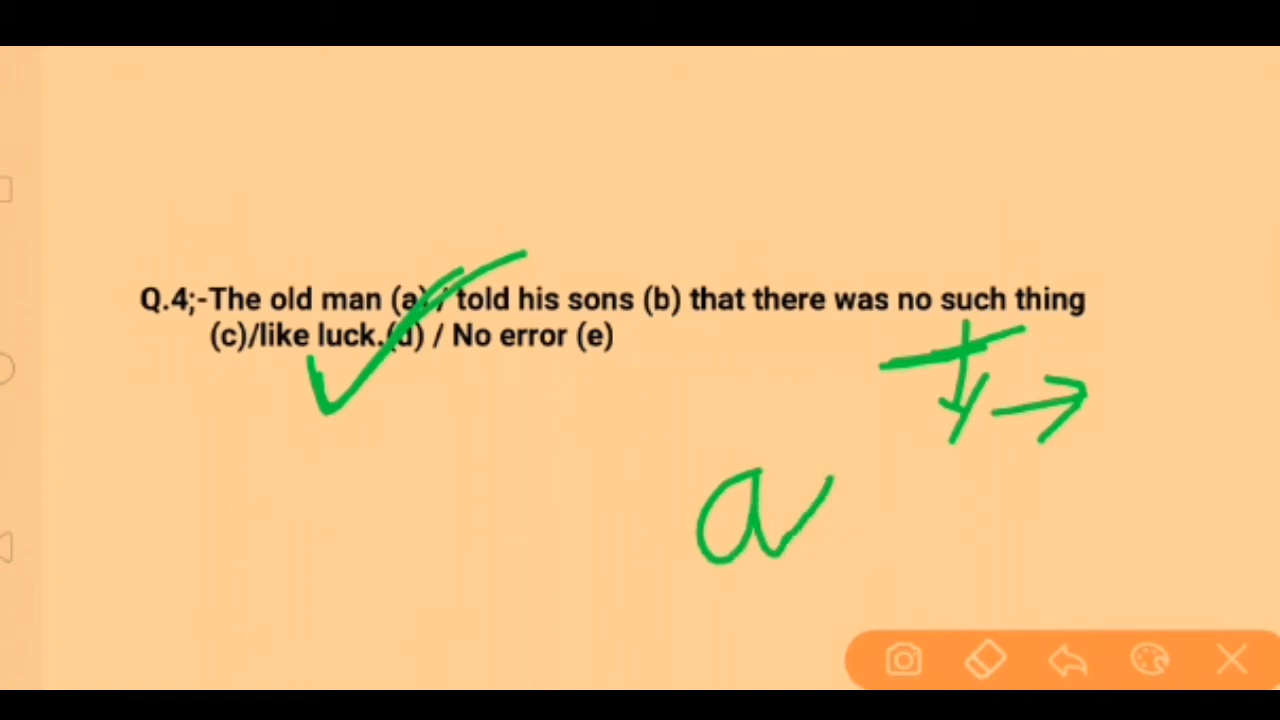 Q.4;-The old man (a) / told his sons (b) that there was no such thing
(c)/like luck.(d) / No error (e)
a